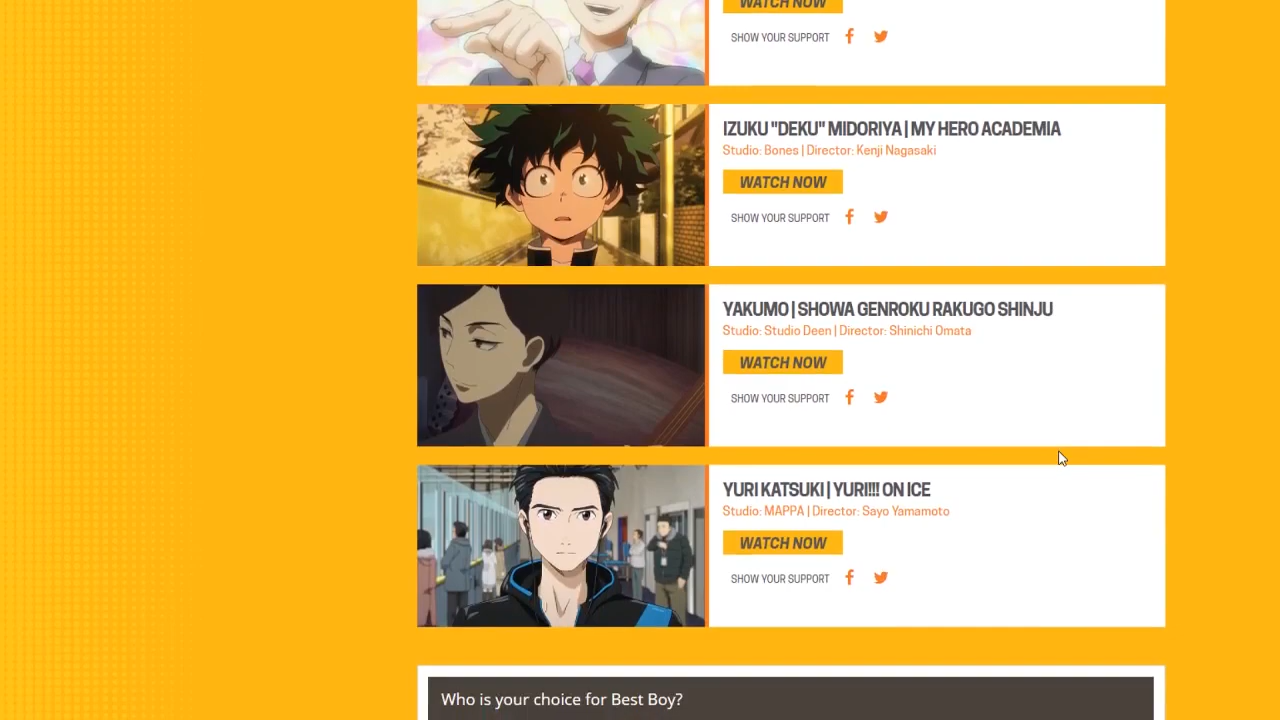 WATCH NOW
SHOW YOUR SUPPORT
IZUKU "DEKU" MIDORIYA | MY HERO ACADEMIA
Studio: Bones | Director: Kenji Nagasaki
WATCH NOW
SHOW YOUR SUPPORT
YAKUMO | SHOWA GENROKU RAKUGO SHINJU
Studio: Studio Deen | Director: Shinichi Omata
WATCH NOW
SHOW YOUR SUPPORT
YURI KATSUKI | YURI!!! ON ICE
Studio: MAPPA | Director: Sayo Yamamoto
WATCH NOW
SHOW YOUR SUPPORT
Who is your choice for Best Boy?